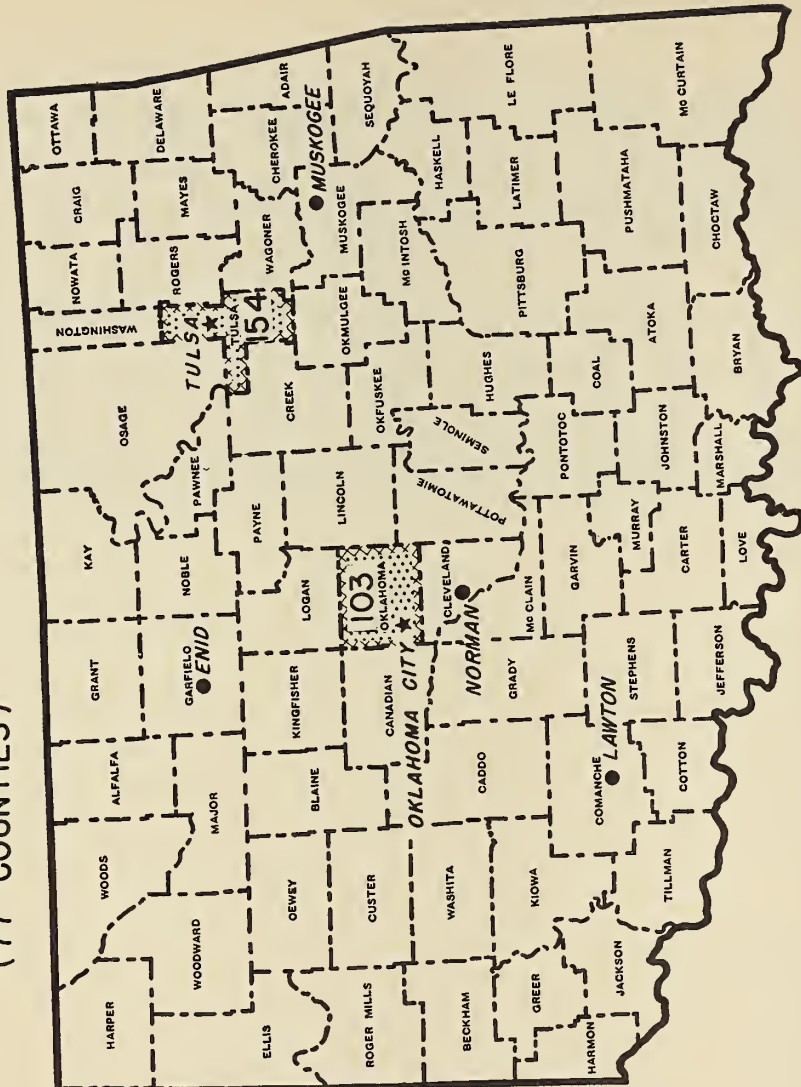 (77 COUNTIES)
HARPER
WOODS
ALFALFA
GRANT
KAY
OSAGE
WASHINGTON
NOWATA
CRAIG
OTTAWA
WOODWARD
MAJOR
GARFIELD
ENID
NOBLE
PAWNEE
TULSA
TULSA
154
ROGERS
MAYES
DELAWARE
ELLIS
DEWEY
BLAINE
KINGFISHER
LOGAN
PAYNE
CREEK
WAGONER
CHEROKEE
ADAIR
MUSKOGEE
MUSKOGEE
ROGER MILLS
CUSTER
CANADIAN
103
OKLAHOMA
OKLAHOMA CITY
LINCOLN
OKFUSKEE
OKMULGEE
MC INTOSH
SEQUOYAH
HASKELL
BECKHAM
WASHITA
CADDO
GRADY
CLEVELAND
NORMAN
MC CLAIN
POTTAWATOMIE
SEMINOLE
HUGHES
PITTSBURG
LATIMER
LE FLORE
GREER
KIOWA
COMANCHE
LAWTON
STEPHENS
GARVIN
MURRAY
PONTOTOC
COAL
ATOKA
PUSHMATAHA
MC CURTAIN
HARMON
JACKSON
TILLMAN
COTTON
JEFFERSON
CARTER
LOVE
JOHNSTON
MARSHALL
BRYAN
CHOCTAW